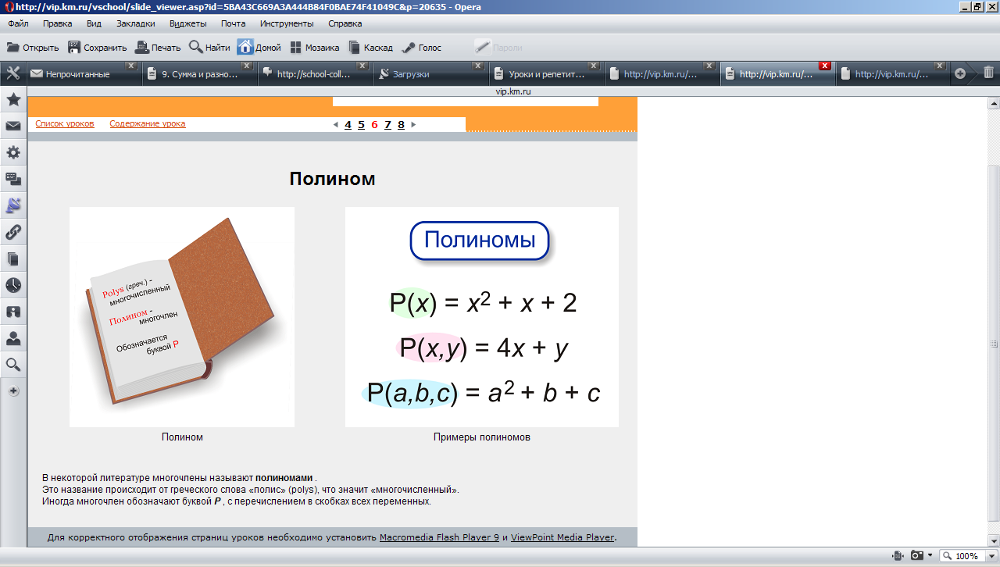 http://vip.km.ru/vschool/slide_viewer.asp?id=5BA43C669A3A444B84F0BAE74F41049C&p=20635 - Opera
Файл Правка Вид Закладки Виджеты Почта Инструменты Справка
Открыть Сохранить Печать Найти Домой Мозаика Каскад Голос Пароли
Непрочитанные 9. Сумма и разно... http://school-coll... Загрузки Уроки и репетит... http://vip.km.ru/... http://vip.km.ru/... http://vip.km.ru/...
vip.km.ru
Список уроков Содержание урока 4 5 6 7 8
Полином
Polys (греч.) -
многочисленный
Полином -
многочлен
Обозначается
буквой P
Полиномы
P(x) = x² + x + 2
P(x,y) = 4x + y
P(a,b,c) = a² + b + c
Полином
Примеры полиномов
В некоторой литературе многочлены называют полиномами .
Это название происходит от греческого слова «полис» (polys), что значит «многочисленный».
Иногда многочлен обозначают буквой P , с перечислением в скобках всех переменных.
Для корректного отображения страниц уроков необходимо установить Macromedia Flash Player 9 и ViewPoint Media Player.
100%